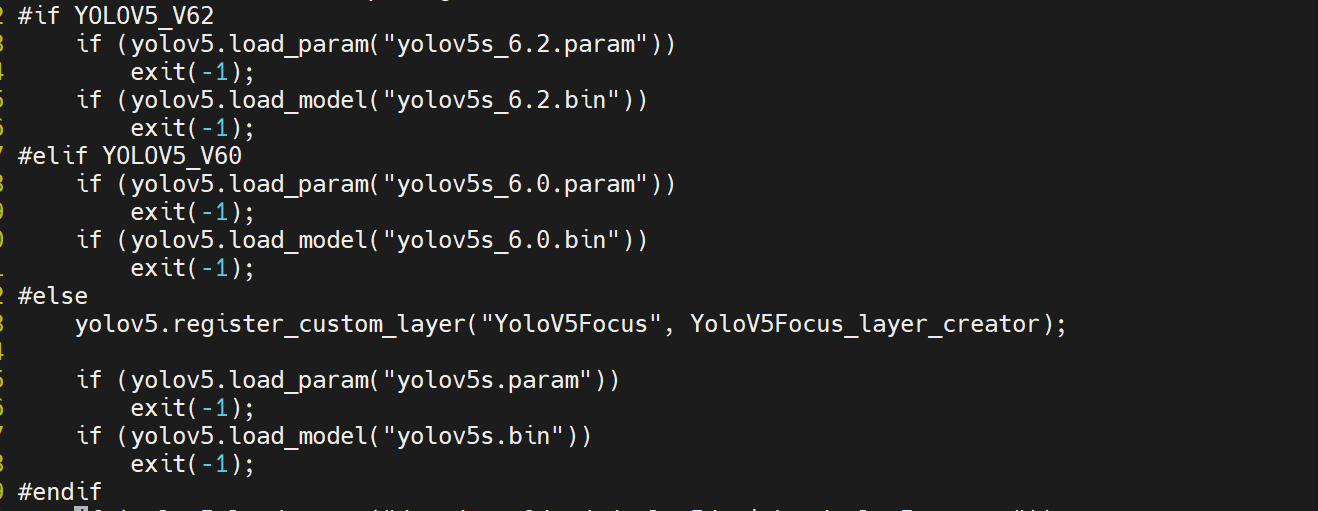 #if YOLOV5_V62
    if (yolov5.load_param("yolov5s_6.2.param"))
        exit(-1);
    if (yolov5.load_model("yolov5s_6.2.bin"))
        exit(-1);
#elif YOLOV5_V60
    if (yolov5.load_param("yolov5s_6.0.param"))
        exit(-1);
    if (yolov5.load_model("yolov5s_6.0.bin"))
        exit(-1);
#else
    yolov5.register_custom_layer("YoloV5Focus", YoloV5Focus_layer_creator);

    if (yolov5.load_param("yolov5s.param"))
        exit(-1);
    if (yolov5.load_model("yolov5s.bin"))
        exit(-1);
#endif